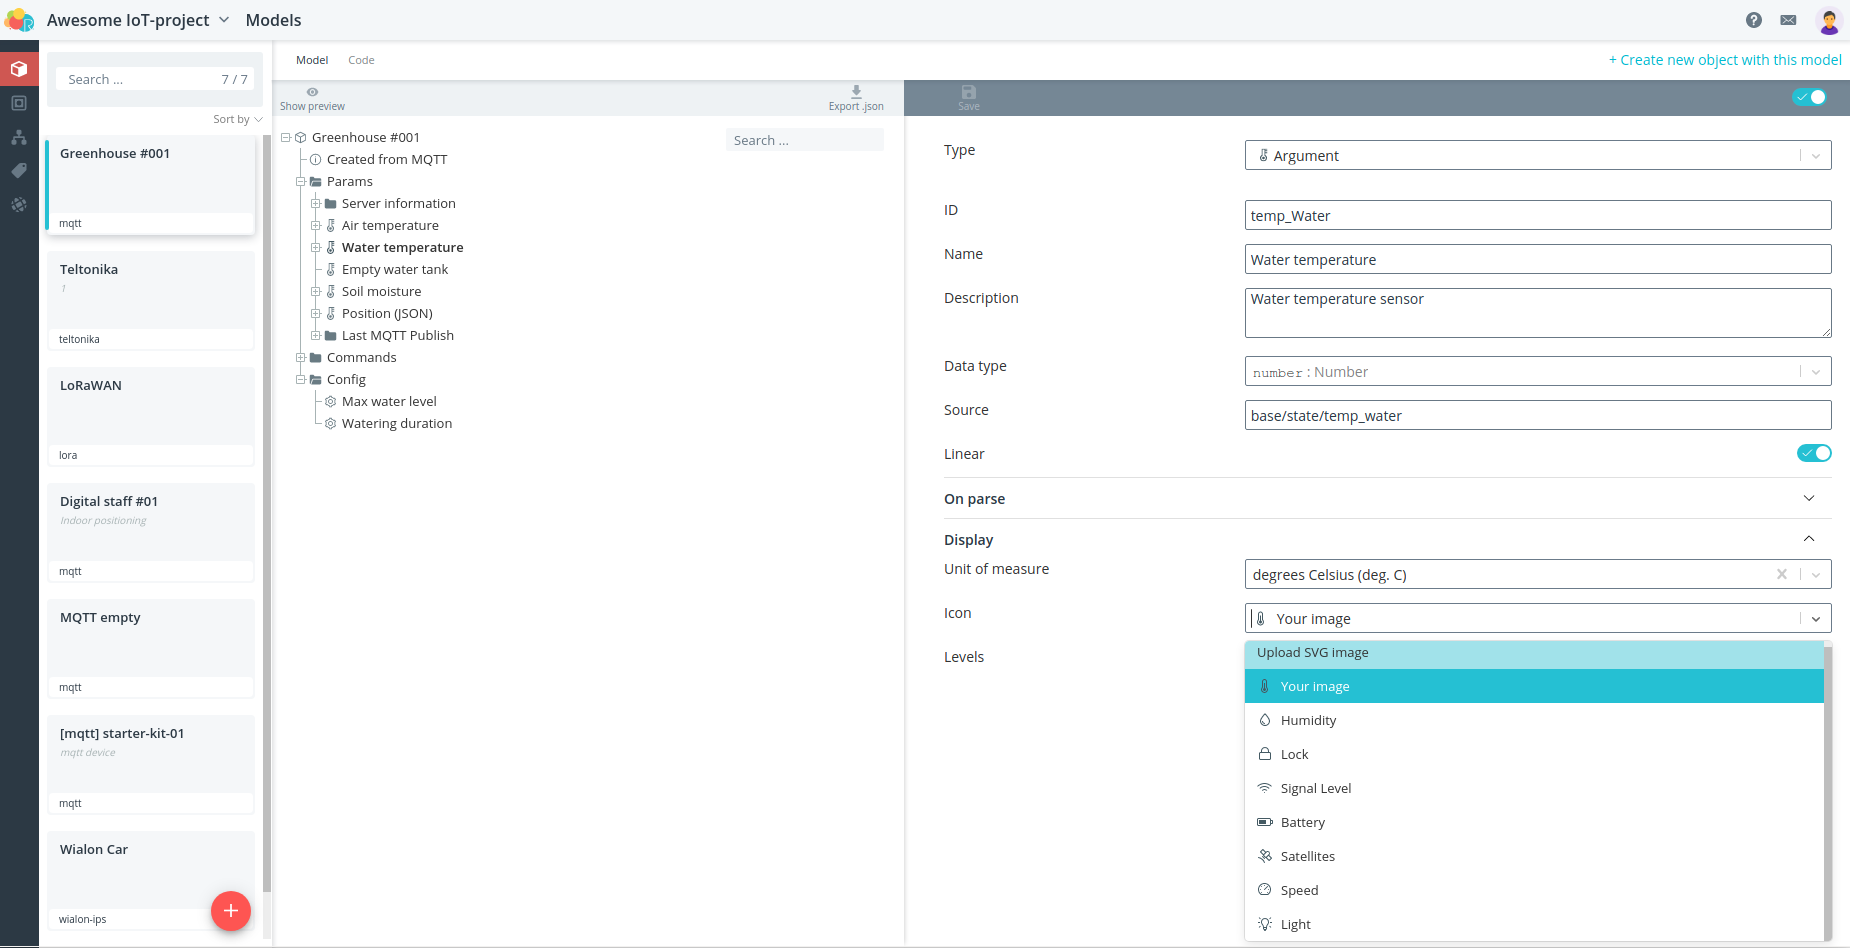 Awesome IoT-project Models
Search ... 7 / 7
Sort by
Greenhouse #001
mqtt
Teltonika
1
teltonika
LoRaWAN
lora
Digital staff #01
Indoor positioning
mqtt
MQTT empty
mqtt
[mqtt] starter-kit-01
mqtt device
mqtt
Wialon Car
wialon-ips
Model Code
+ Create new object with this model
Show preview
Export .json
Save
Greenhouse #001
Search ...
Created from MQTT
Params
Server information
Air temperature
Water temperature
Empty water tank
Soil moisture
Position (JSON)
Last MQTT Publish
Commands
Config
Max water level
Watering duration
Type
Argument
ID
temp_Water
Name
Water temperature
Description
Water temperature sensor
Data type
number : Number
Source
base/state/temp_water
Linear
On parse
Display
Unit of measure
degrees Celsius (deg. C)
Icon
Your image
Levels
Upload SVG image
Your image
Humidity
Lock
Signal Level
Battery
Satellites
Speed
Light